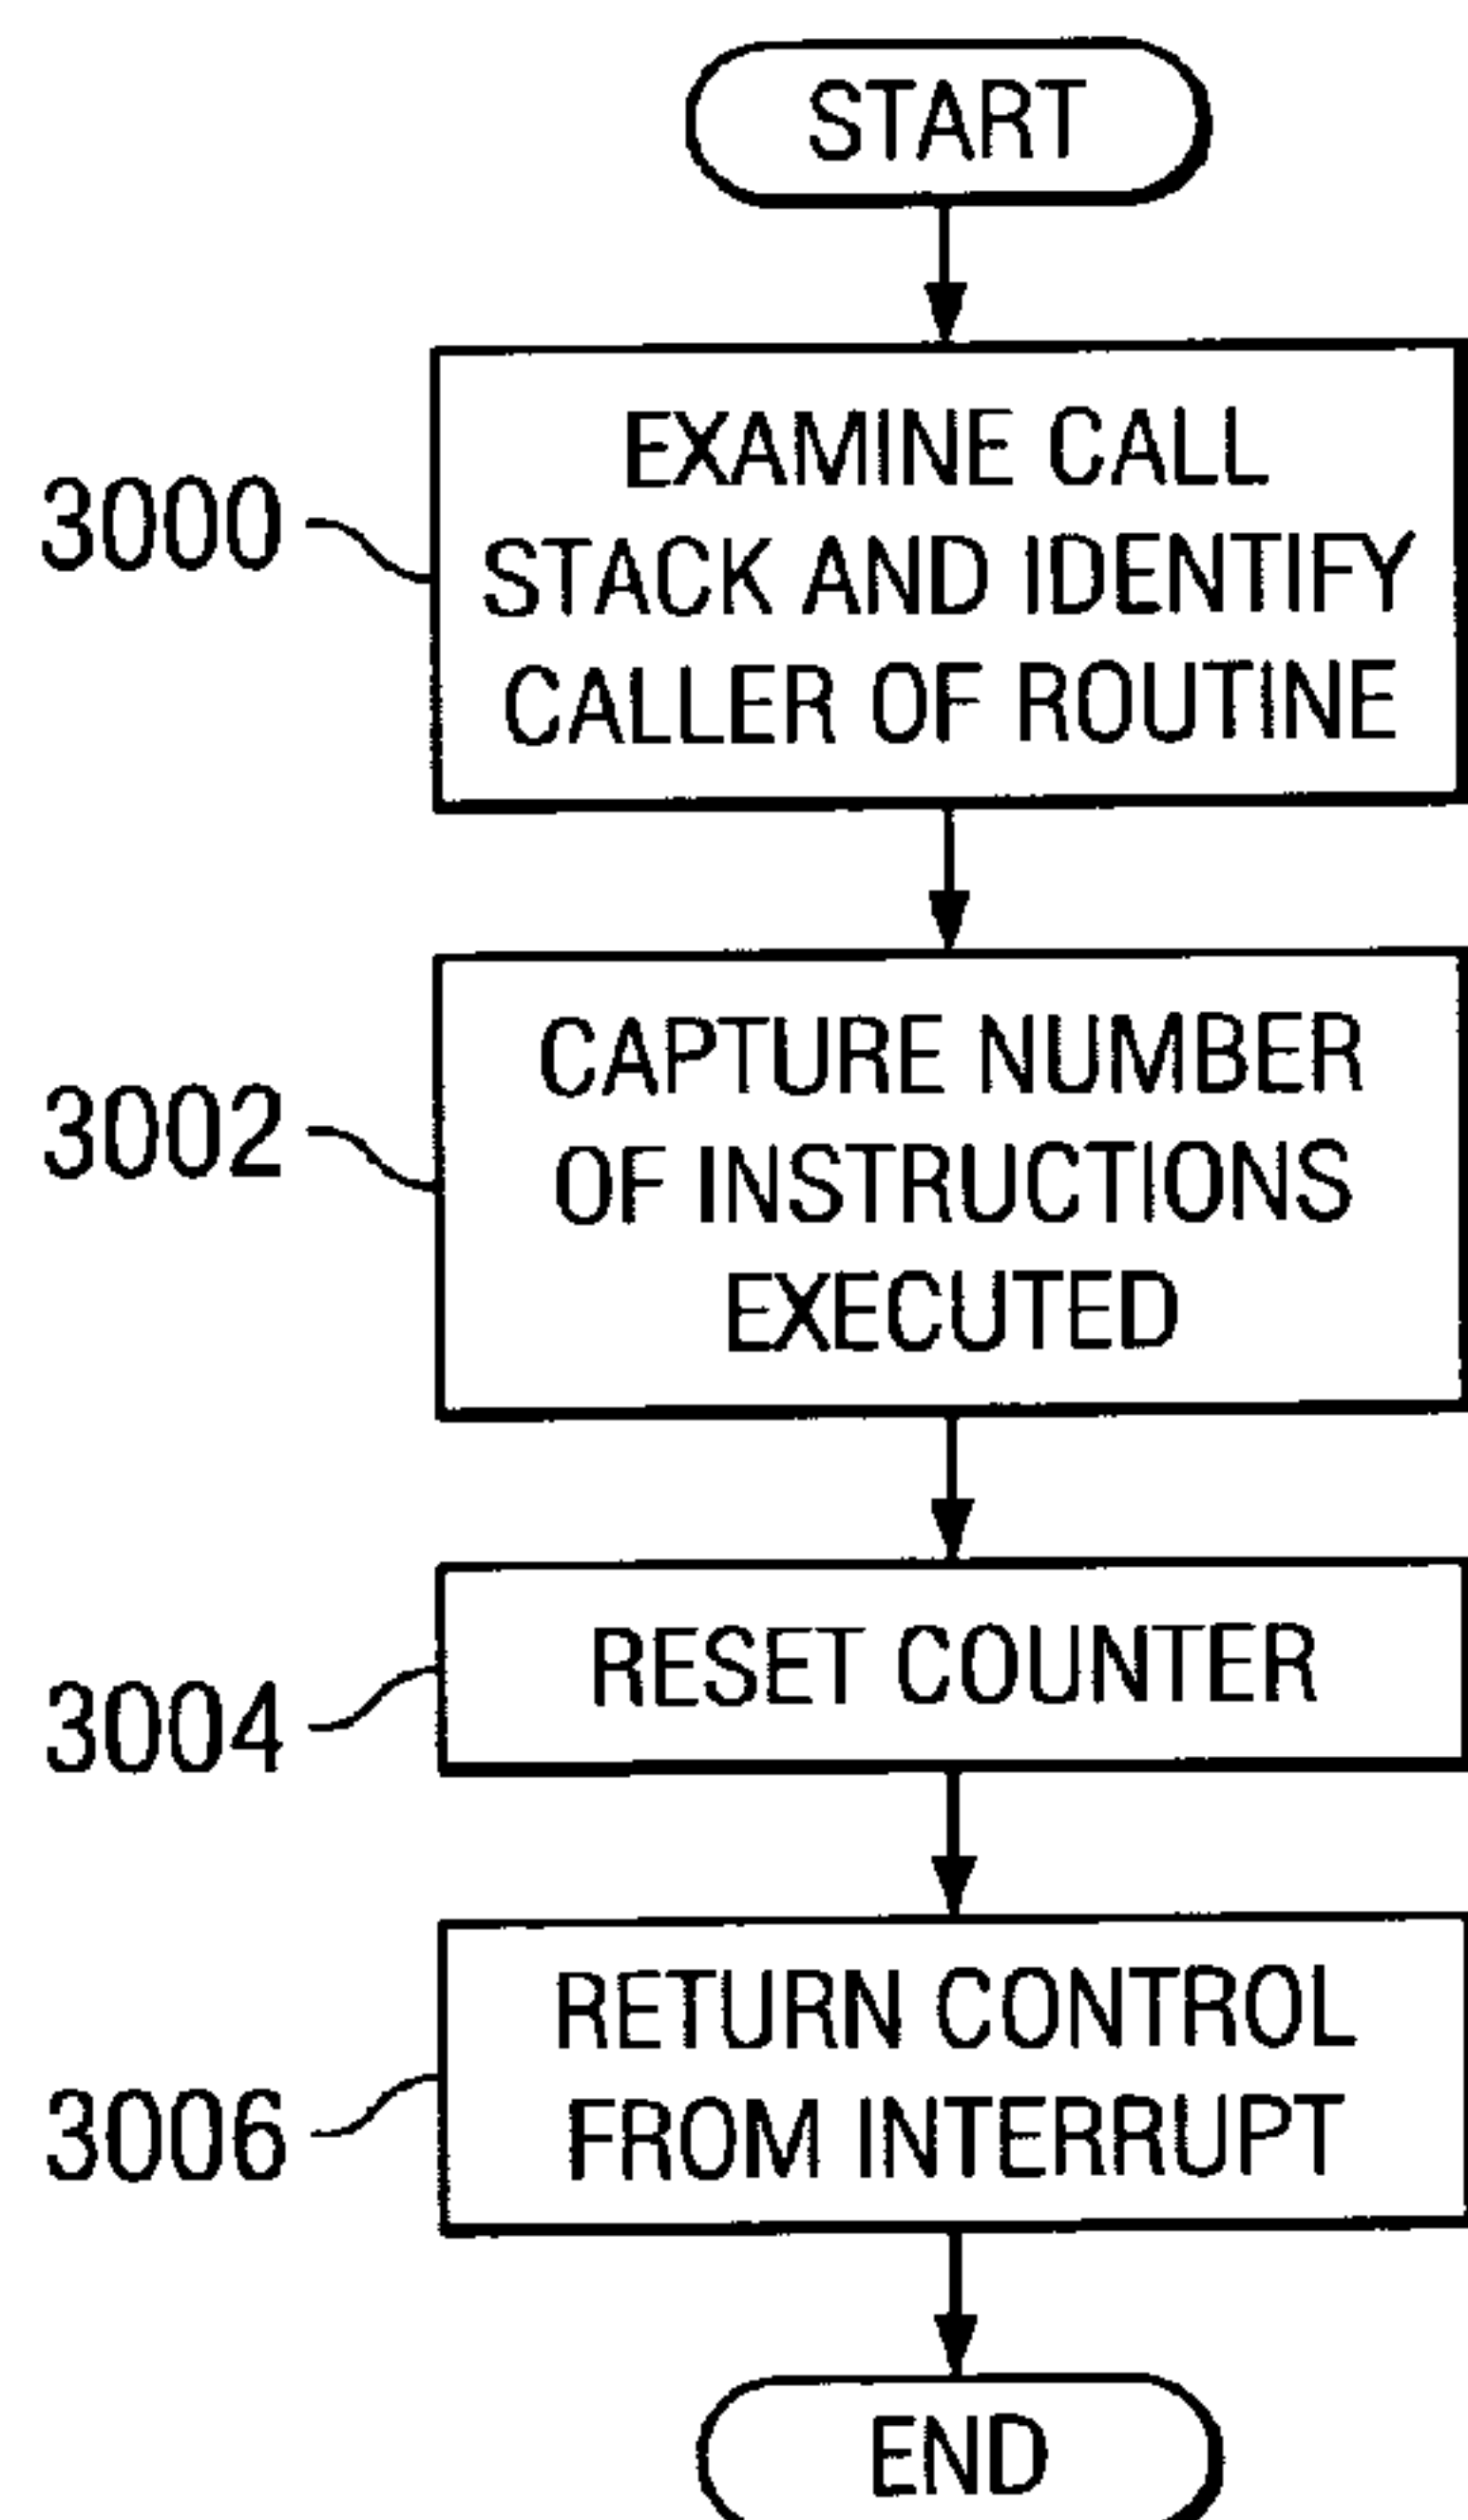 START
3000
EXAMINE CALL
STACK AND IDENTIFY
CALLER OF ROUTINE
3002
CAPTURE NUMBER
OF INSTRUCTIONS
EXECUTED
3004
RESET COUNTER
3006
RETURN CONTROL
FROM INTERRUPT
END